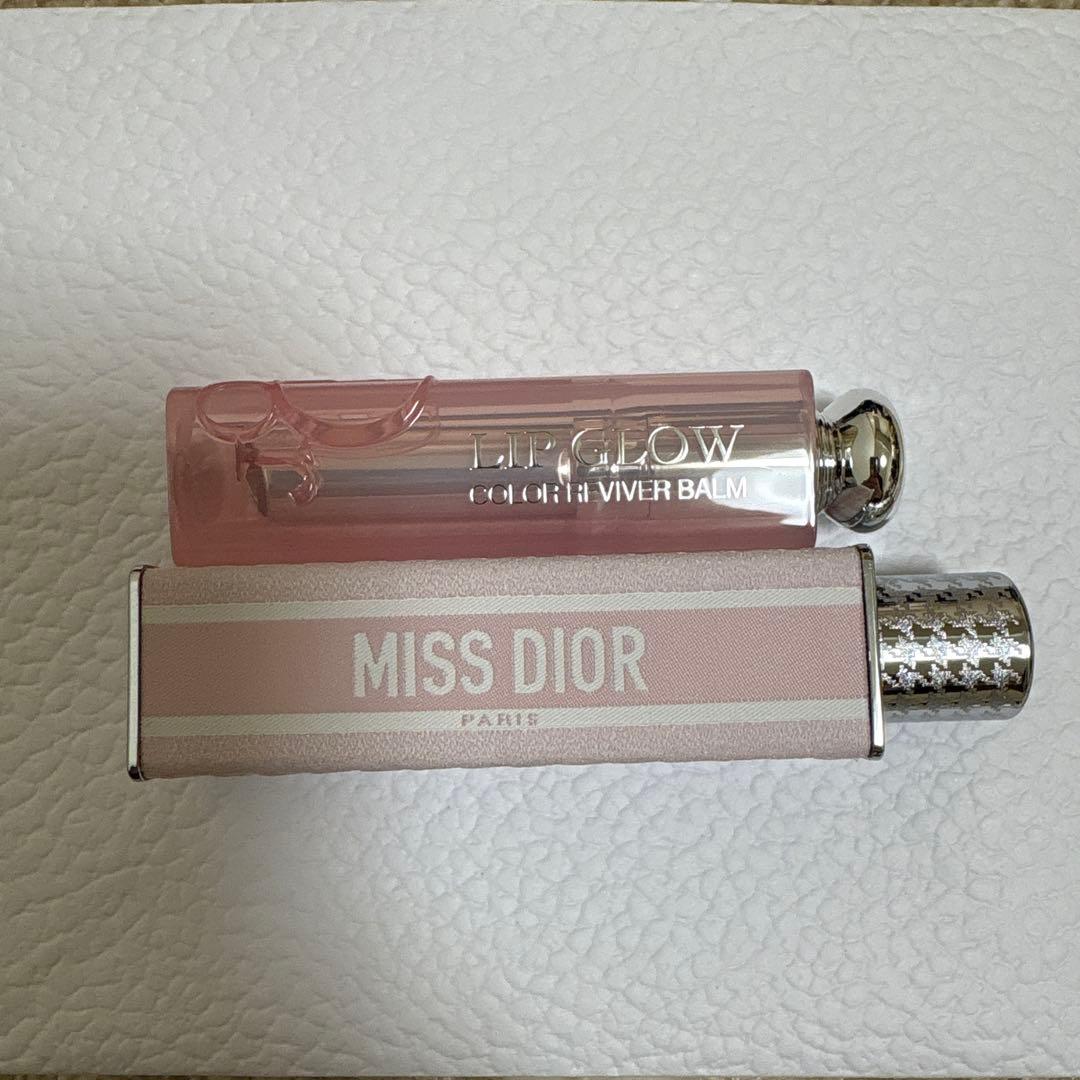 LIP GLOW
COLOR REVIVER BALM
MISS DIOR
PARIS